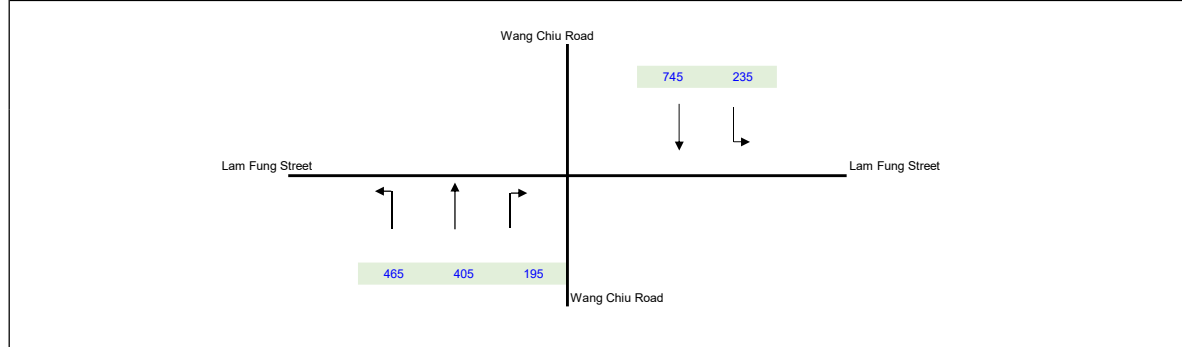 Wang Chiu Road
745 235
Lam Fung Street
Lam Fung Street
465 405 195
Wang Chiu Road